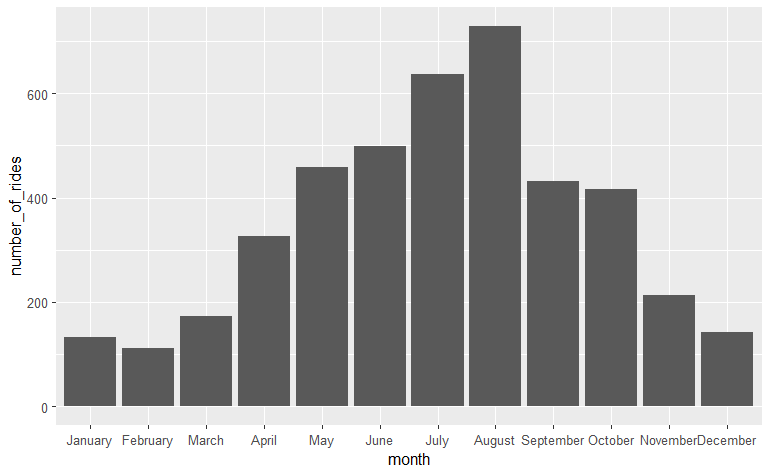 number_of_rides
600
400
200
0
January February March April May June July August September October November December
month